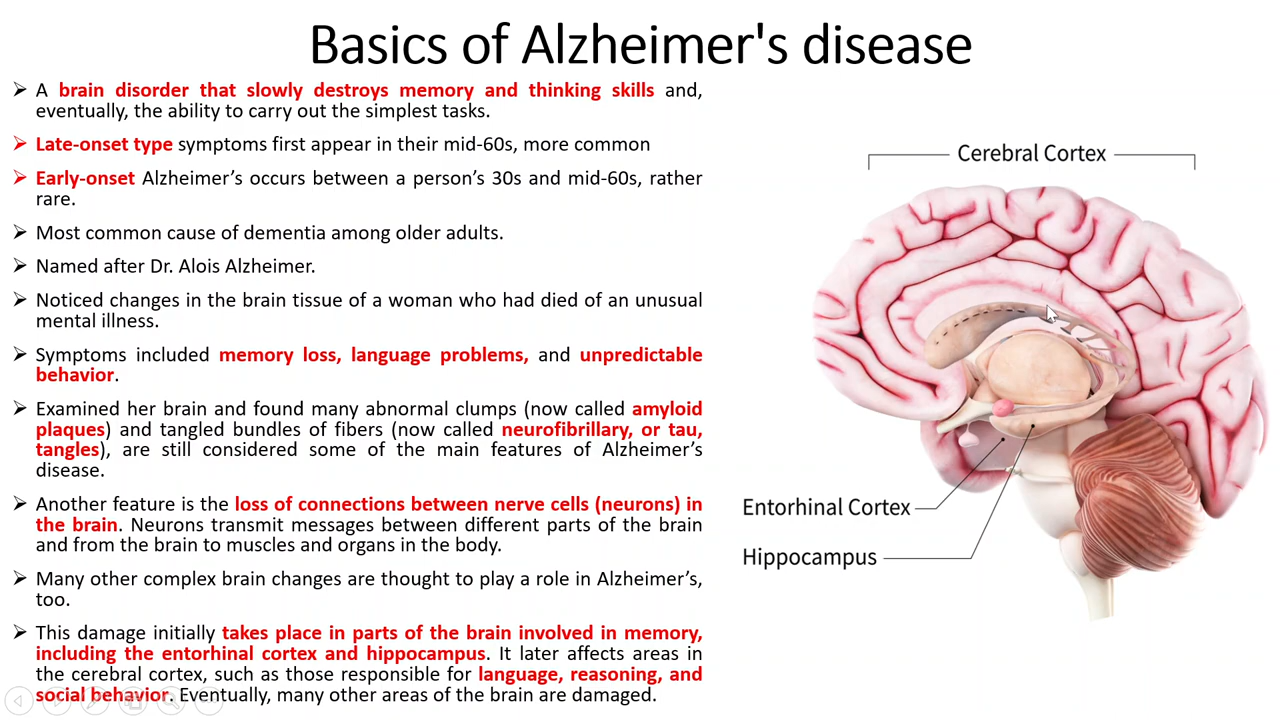 Basics of Alzheimer's disease
➢ A brain disorder that slowly destroys memory and thinking skills and,
eventually, the ability to carry out the simplest tasks.
➢ Late-onset type symptoms first appear in their mid-60s, more common
➢ Early-onset Alzheimer’s occurs between a person’s 30s and mid-60s, rather
rare.
➢ Most common cause of dementia among older adults.
➢ Named after Dr. Alois Alzheimer.
➢ Noticed changes in the brain tissue of a woman who had died of an unusual
mental illness.
➢ Symptoms included memory loss, language problems, and unpredictable
behavior.
➢ Examined her brain and found many abnormal clumps (now called amyloid
plaques) and tangled bundles of fibers (now called neurofibrillary, or tau,
tangles), are still considered some of the main features of Alzheimer’s
disease.
➢ Another feature is the loss of connections between nerve cells (neurons) in
the brain. Neurons transmit messages between different parts of the brain
and from the brain to muscles and organs in the body.
➢ Many other complex brain changes are thought to play a role in Alzheimer’s,
too.
➢ This damage initially takes place in parts of the brain involved in memory,
including the entorhinal cortex and hippocampus. It later affects areas in
the cerebral cortex, such as those responsible for language, reasoning, and
social behavior. Eventually, many other areas of the brain are damaged.
Cerebral Cortex
Entorhinal Cortex
Hippocampus